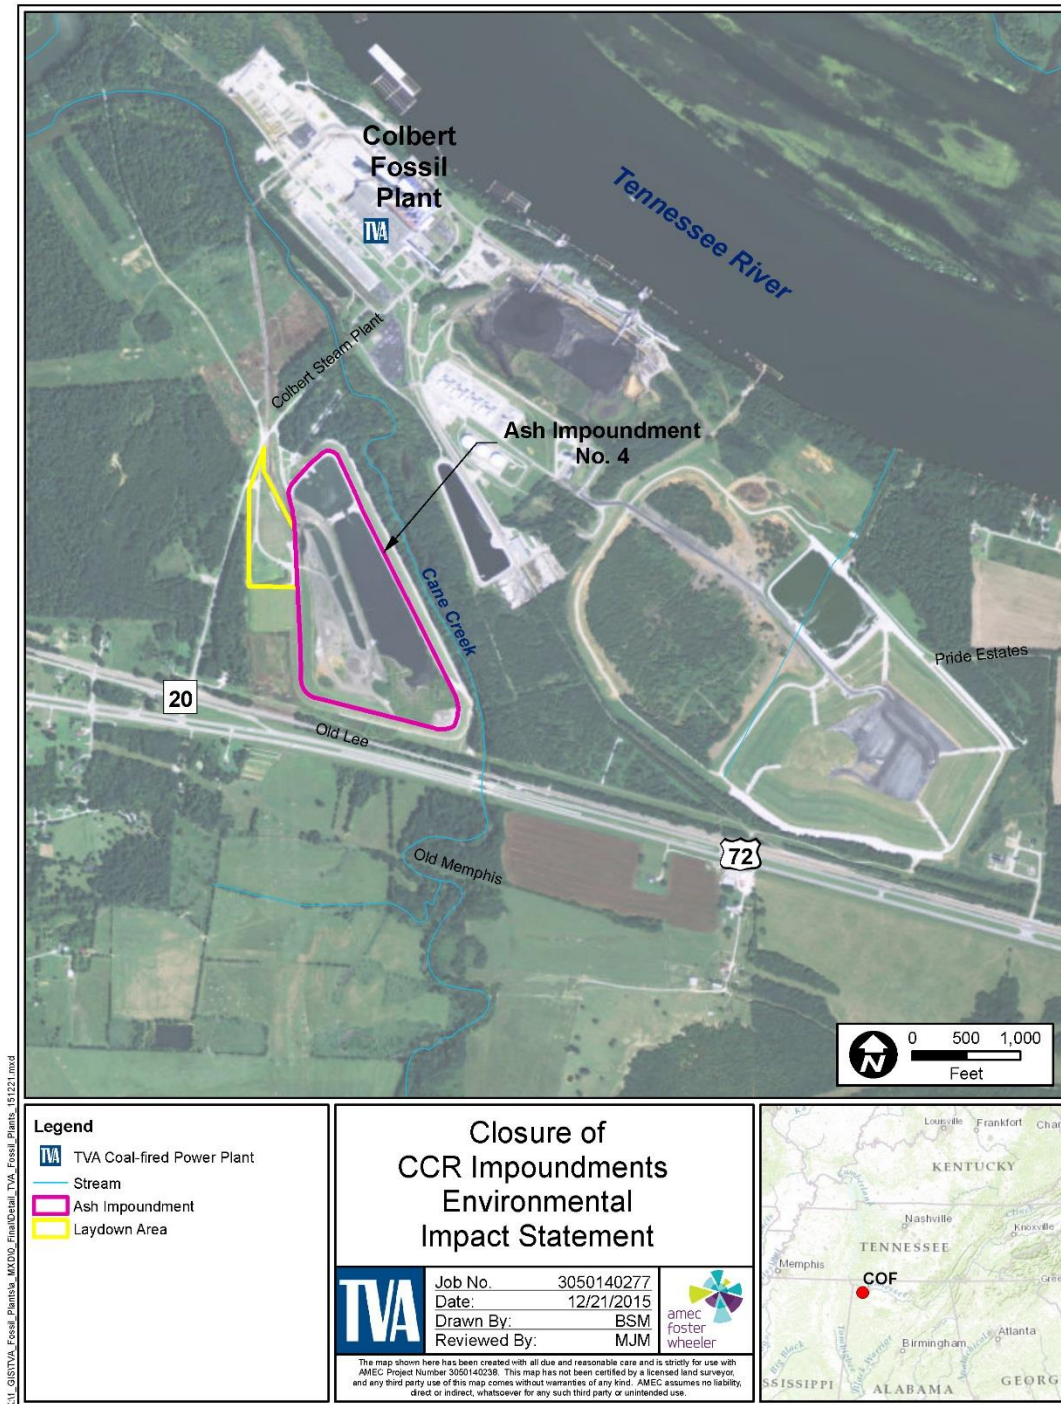 Colbert
Fossil
Plant
TVA
Tennessee River
Colbert Steam Plant
Ash Impoundment
No. 4
Cane Creek
Pride Estates
20
Old Lee
72
Old Memphis
N
0 500 1,000
Feet
Legend
TVA TVA Coal-fired Power Plant
Stream
Ash Impoundment
Laydown Area
Closure of
CCR Impoundments
Environmental
Impact Statement
TVA
Job No. 3050140277
Date: 12/21/2015
Drawn By: BSM
Reviewed By: MJM
amec
foster
wheeler
The map shown here has been created with all due and reasonable care and is strictly for use with
AMEC Project Number 3050140238. This map has not been certified by a licensed land surveyor,
and any third party use of this map comes without warranties of any kind. AMEC assumes no liability,
direct or indirect, whatsoever for any such third party or unintended use.
Louisville Frankfort
KENTUCKY
Nashville
Knoxville
TENNESSEE
Memphis
COF
Atlanta
Birmingham
Big Black
Tombigbee
Black Warrior
SSISSIPPI ALABAMA GEORG